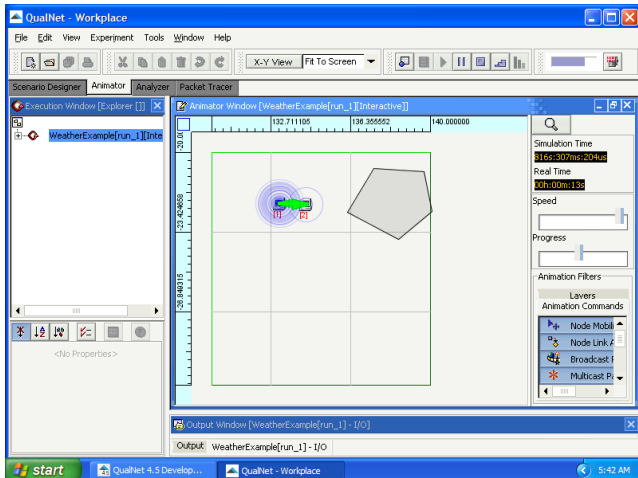 QualNet - Workplace
File Edit View Experiment Tools Window Help
X-Y View Fit To Screen
Scenario Designer Animator Analyzer Packet Tracer
Execution Window [Explorer []]
Animator Window [WeatherExample[run_1][Interactive]]
WeatherExample[run_1][Inte
132.711105 136.355552 140.000000
-20.0(
-23.424658
-26.849315
[1] [2]
Simulation Time
816s:307ms:204us
Real Time
00h:00m:13s
Speed
Progress
Animation Filters
Layers
Animation Commands
Node Mobili
Node Link A
Broadcast F
Multicast Pa
<No Properties>
Output Window [WeatherExample[run_1] - I/O]
Output WeatherExample[run_1] - I/O
start QualNet 4.5 Develop... QualNet - Workplace 5:42 AM